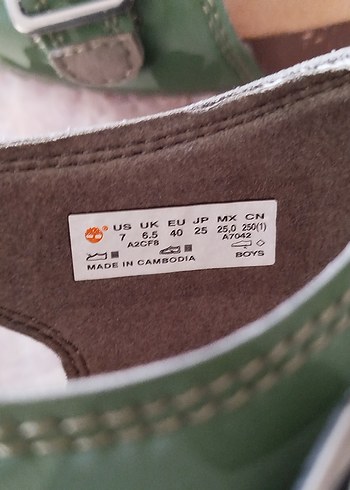 ® US UK EU JP MX CN
7 6.5 40 25 25,0 250(1)
A2CF8 A7042
BOYS
MADE IN CAMBODIA